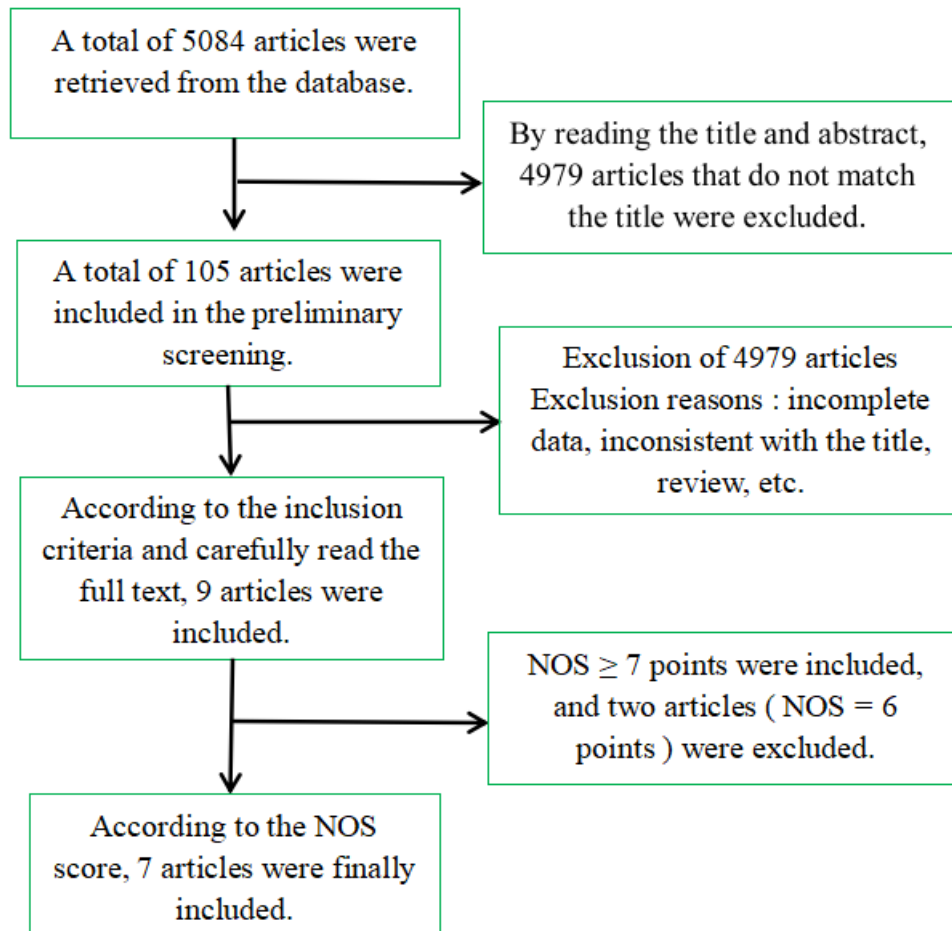 A total of 5084 articles were
retrieved from the database.
By reading the title and abstract,
4979 articles that do not match
the title were excluded.
A total of 105 articles were
included in the preliminary
screening.
Exclusion of 4979 articles
Exclusion reasons : incomplete
data, inconsistent with the title,
review, etc.
According to the inclusion
criteria and carefully read the
full text, 9 articles were
included.
NOS ≥ 7 points were included,
and two articles ( NOS = 6
points ) were excluded.
According to the NOS
score, 7 articles were finally
included.